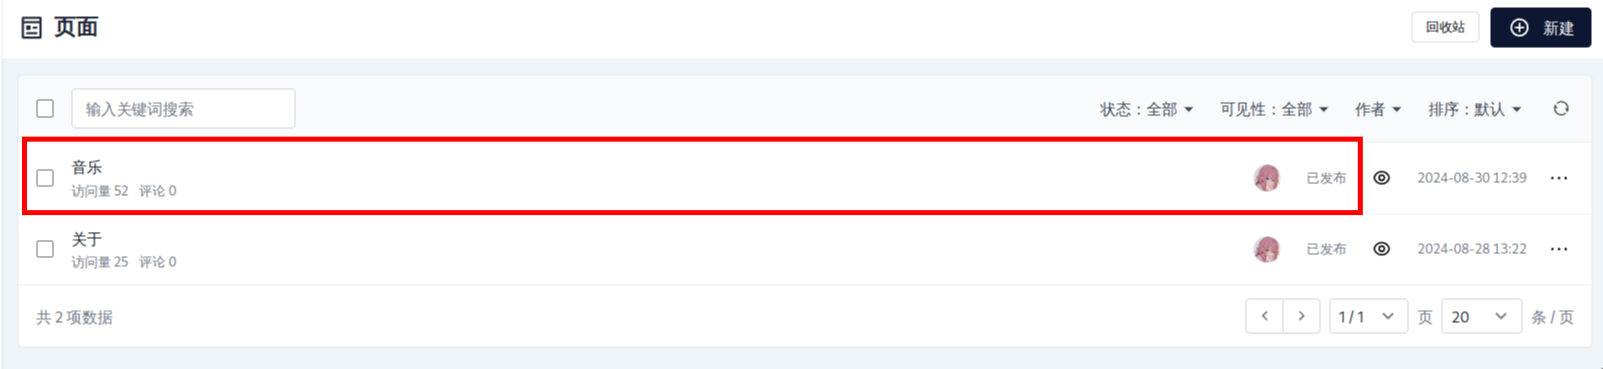 页面 回收站 新建
输入关键词搜索 状态：全部 可见性：全部 作者 排序：默认
音乐
访问量 52 评论 0 已发布 2024-08-30 12:39
关于
访问量 25 评论 0 已发布 2024-08-28 13:22
共 2 项数据 1 / 1 页 20 条 / 页